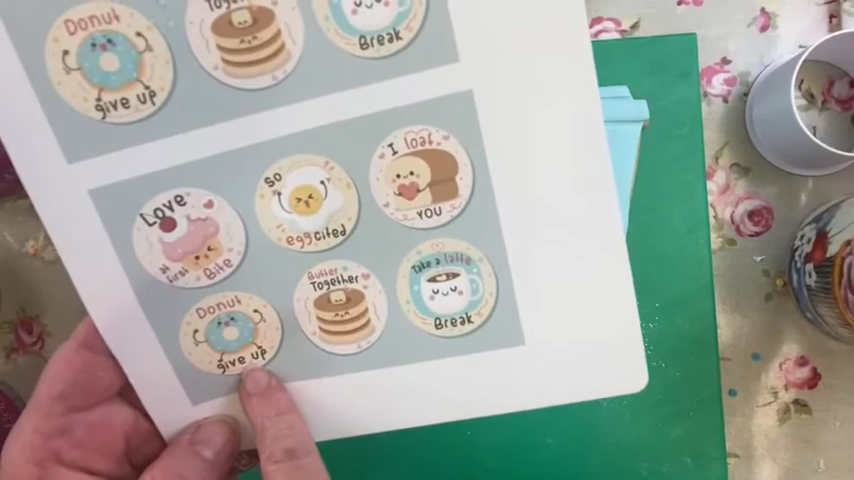 Donut
give up
Together
Break
Love
at first Bite
so
eggcited
I loaf
YOU
Donut
give up
Butter
Together
Take a latte
Break